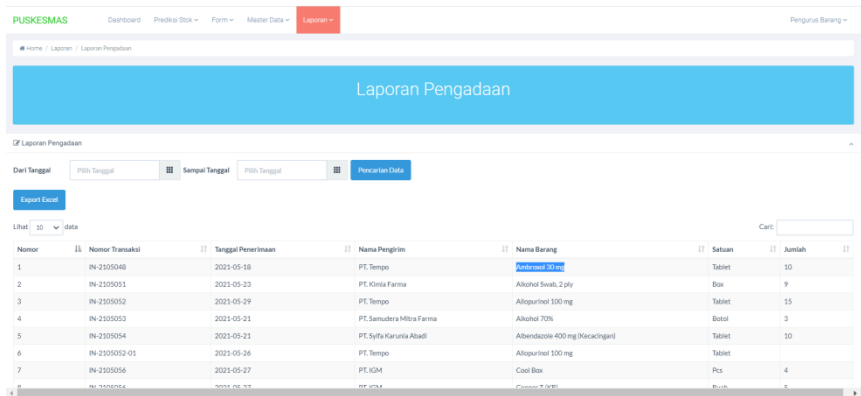 PUSKESMAS Dashboard Prediksi Stok Form Master Data Laporan Pengurus Barang
Home / Laporan / Laporan Pengadaan
Laporan Pengadaan
Laporan Pengadaan
Dari Tanggal Pilih Tanggal Sampai Tanggal Pilih Tanggal Pencarian Data
Export Excel
Lihat 10 data Cari:
Nomor Nomor Transaksi Tanggal Penerimaan Nama Pengirim Nama Barang Satuan Jumlah
1 IN-2105048 2021-05-18 PT. Tempo Ambroxol 30 mg Tablet 10
2 IN-2105051 2021-05-23 PT. Kimia Farma Alkohol Swab, 2 ply Box 9
3 IN-2105052 2021-05-29 PT. Tempo Allopurinol 100 mg Tablet 15
4 IN-2105053 2021-05-21 PT. Samudera Mitra Farma Alkohol 70% Botol 3
5 IN-2105054 2021-05-21 PT. Syifa Karunia Abadi Albendazole 400 mg (Kecacingan) Tablet 10
6 IN-2105052-01 2021-05-26 PT. Tempo Allopurinol 100 mg Tablet
7 IN-2105056 2021-05-27 PT. IGM Cool Box Pcs 4